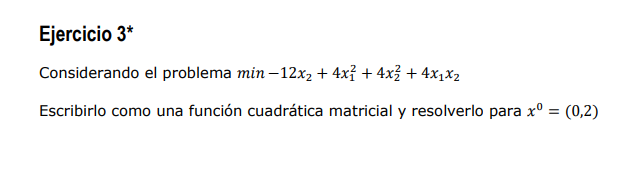 Ejercicio 3*
Considerando el problema min −12x₂ + 4x₁² + 4x₂² + 4x₁x₂
Escribirlo como una función cuadrática matricial y resolverlo para x⁰ = (0,2)